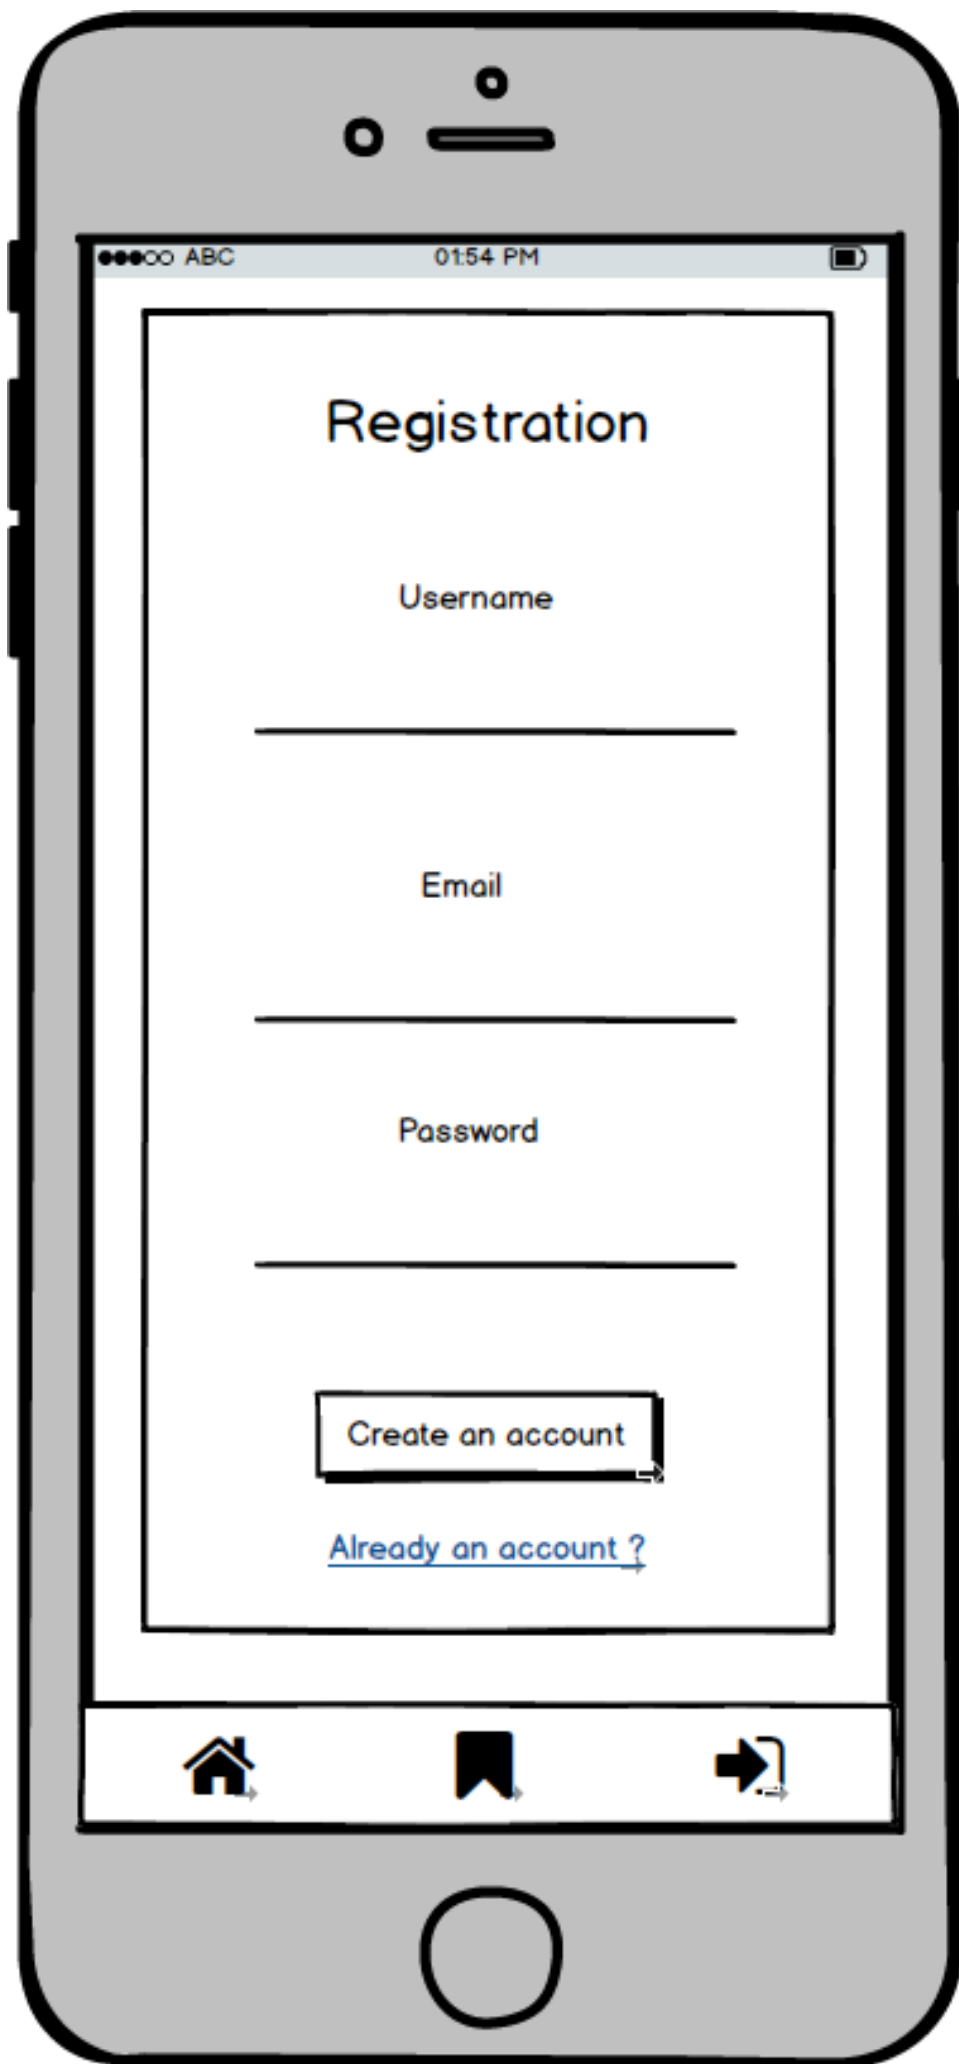 ABC 01:54 PM
Registration
Username
Email
Password
Create an account
Already an account ?